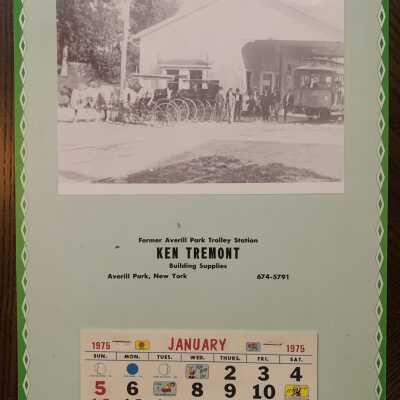 Former Averill Park Trolley Station
KEN TREMONT
Building Supplies
Averill Park, New York 674-5791
1975 JANUARY 1975
SUN. MON. TUES. WED. THUR. FRI. SAT.
1 2 3 4
5 6 7 8 9 10 11